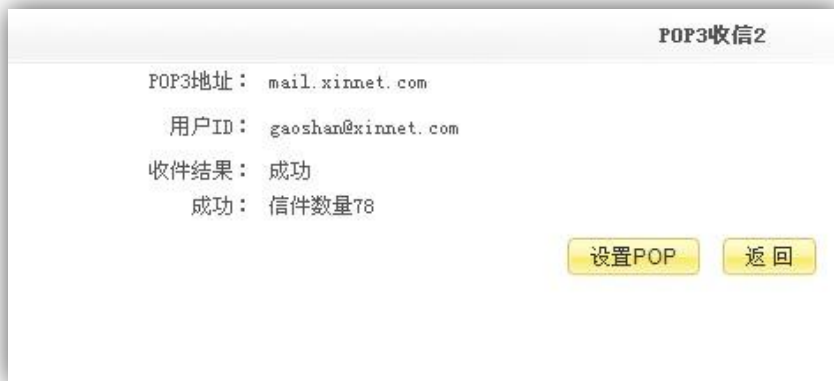 POP3收信2
POP3地址： mail.xinnet.com
用户ID： gaoshan@xinnet.com
收件结果： 成功
成功： 信件数量78
设置POP 返 回